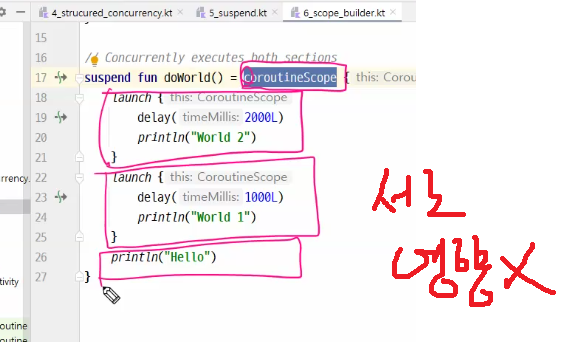 4_strucured_concurrency.kt
5_suspend.kt
6_scope_builder.kt
15
16
// Concurrently executes both sections
17 suspend fun doWorld() = coroutineScope { this: Corou
18 launch { this: CoroutineScope
19 delay( timeMillis: 2000L)
20 println("World 2")
21 }
22 launch { this: CoroutineScope
23 delay( timeMillis: 1000L)
24 println("World 1")
25 }
26 println("Hello")
27 }
서로
영향 X
rrency.
tivity
outine
outine